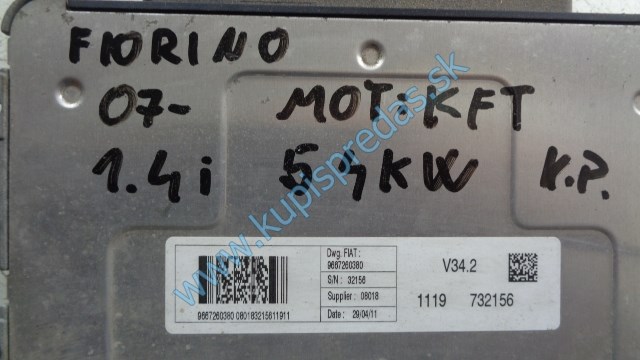 FIORINO
07- MOT:KFT
1.4i 54KW K.P.
www.kupispredas.sk
Dwg. FIAT :
9667260380
S/N : 32156
Supplier : 08018
Date : 29/04/11
9667260380 080183215611911
V34.2
1119 732156